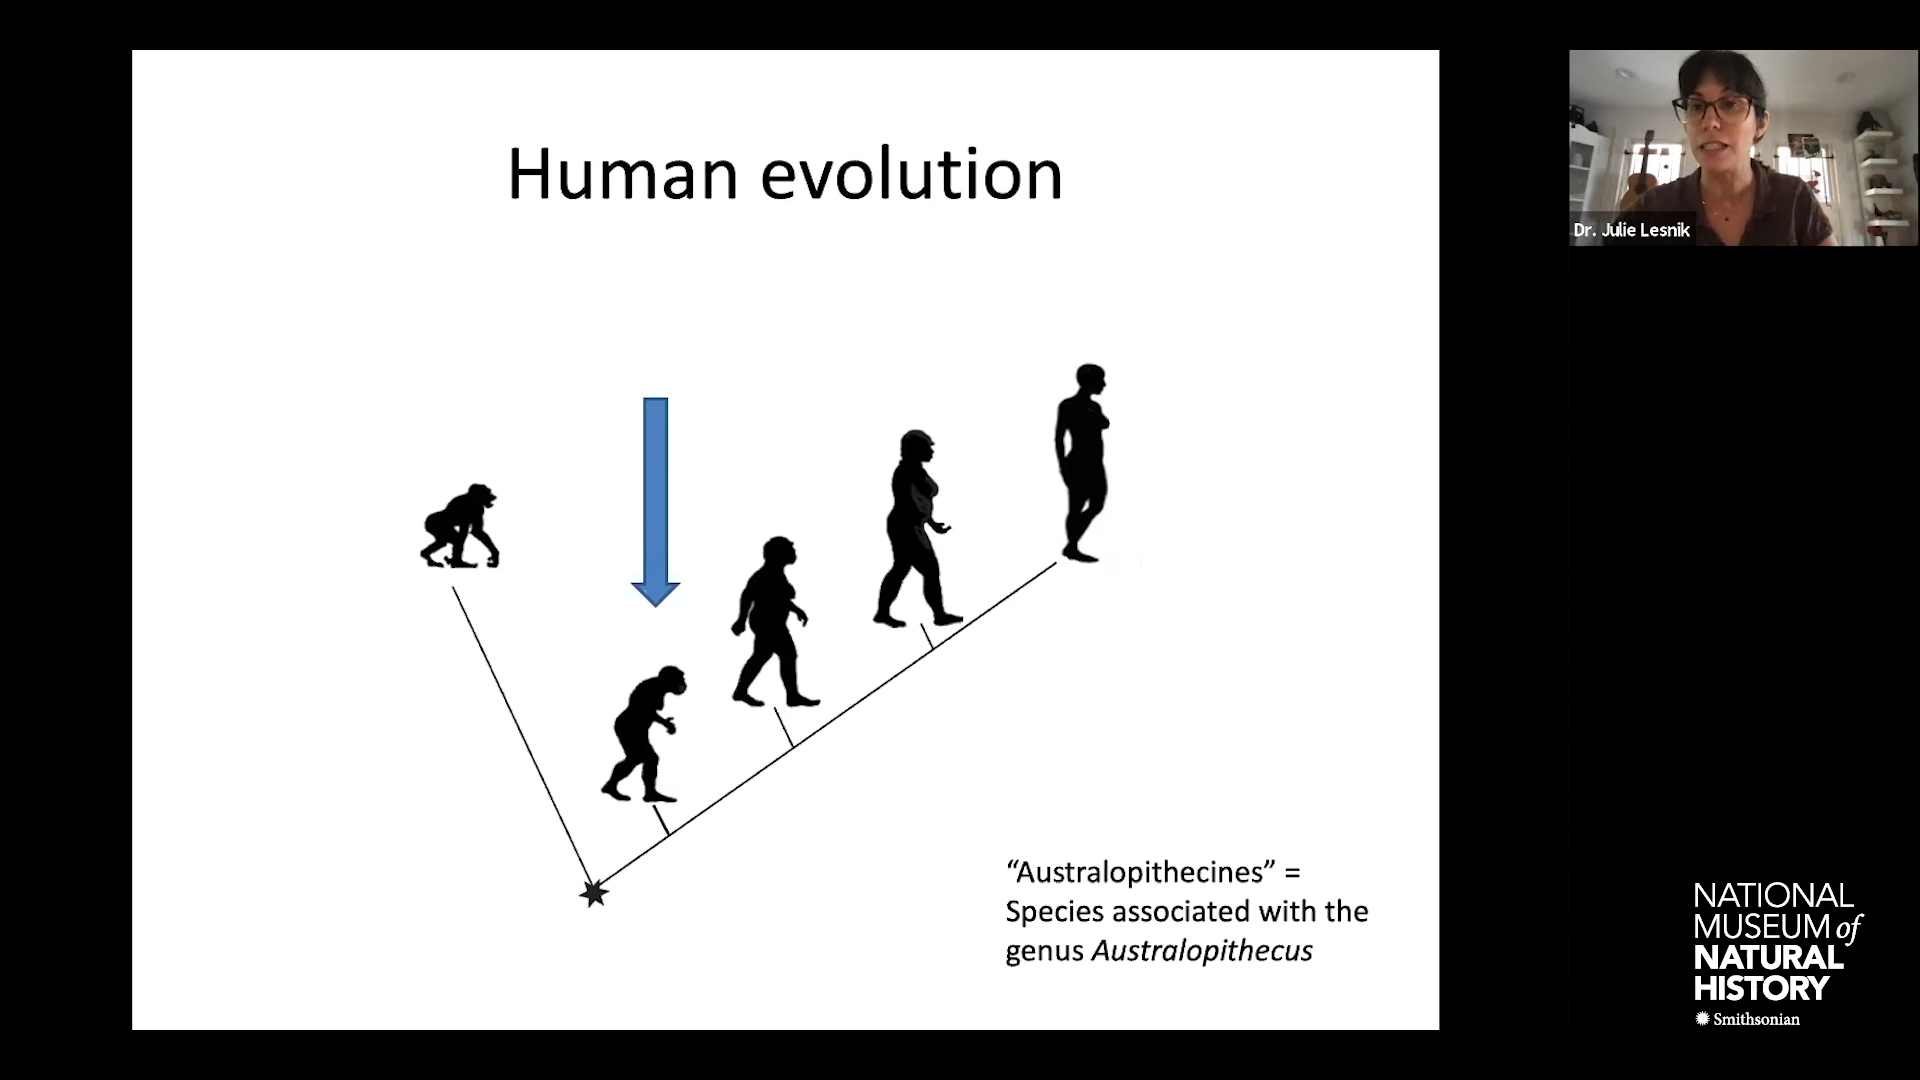 Human evolution
Dr. Julie Lesnik
“Australopithecines” =
Species associated with the
genus Australopithecus
NATIONAL
MUSEUM of
NATURAL
HISTORY
Smithsonian